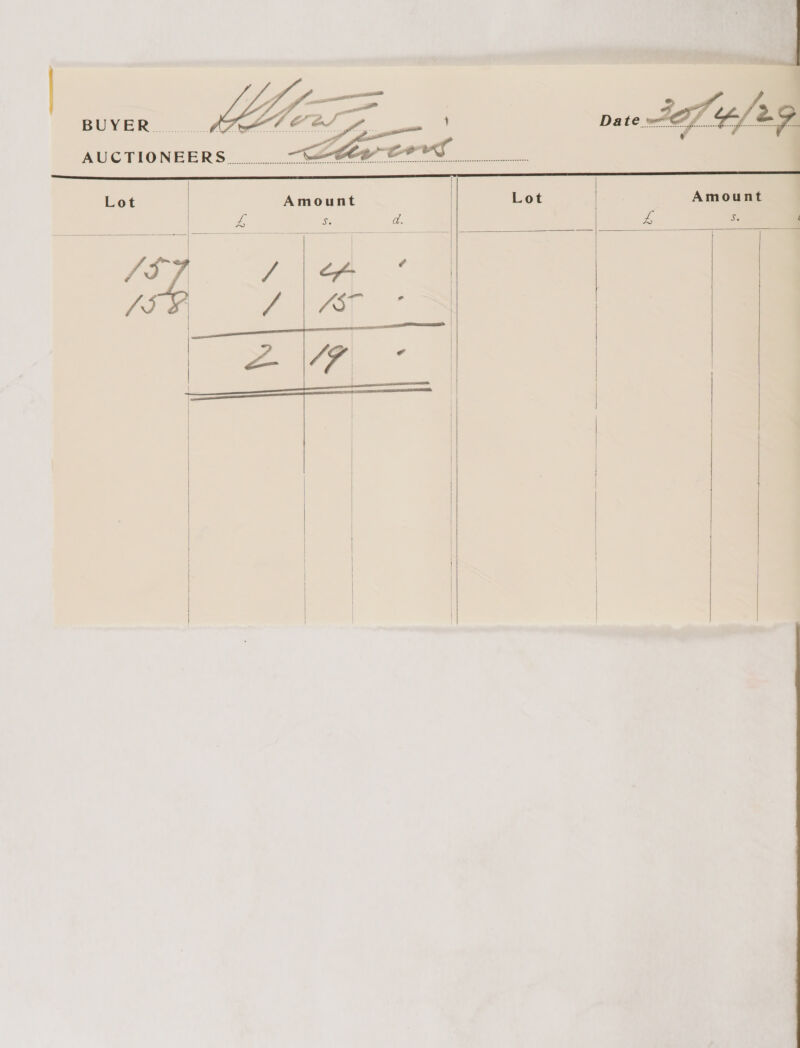 BUYER
Date 30/4/29
AUCTIONEERS Stevens
Lot Amount Lot Amount
£ s. d. £ s.
157 1 4 "
158 1 15 "
2 19 "